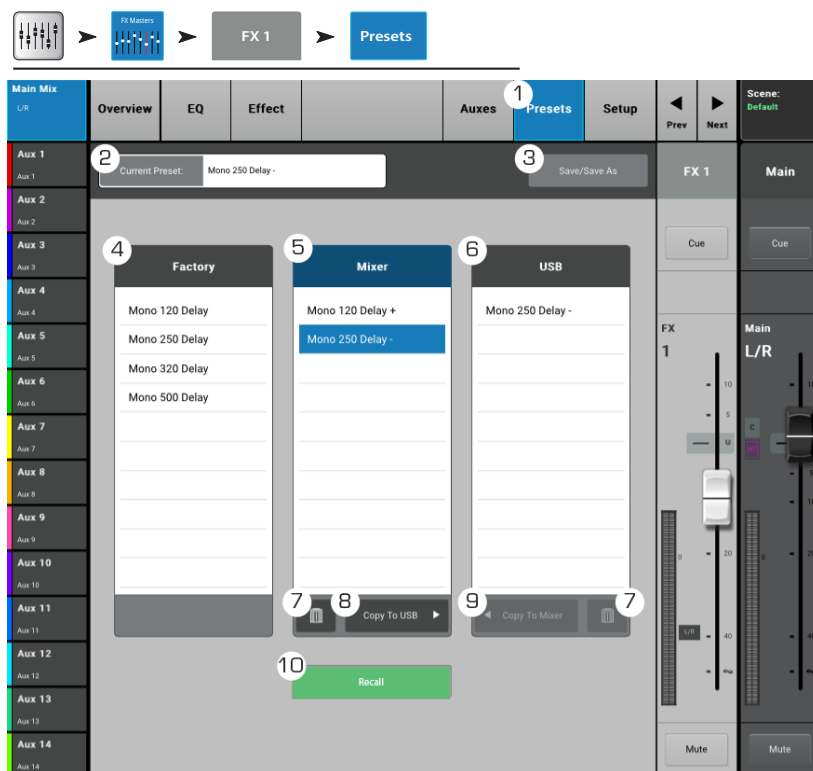 FX Masters
FX 1
Presets
Main Mix
L/R
Overview
EQ
Effect
Auxes
1
Presets
Setup
Prev
Next
Scene:
Default
Aux 1
Aux 1
Aux 2
Aux 2
Aux 3
Aux 3
Aux 4
Aux 4
Aux 5
Aux 5
Aux 6
Aux 6
Aux 7
Aux 7
Aux 8
Aux 8
Aux 9
Aux 9
Aux 10
Aux 10
Aux 11
Aux 11
Aux 12
Aux 12
Aux 13
Aux 13
Aux 14
Aux 14
2
Current Preset:
Mono 250 Delay -
3
Save/Save As
4
Factory
Mono 120 Delay
Mono 250 Delay
Mono 320 Delay
Mono 500 Delay
5
Mixer
Mono 120 Delay +
Mono 250 Delay -
7
8
Copy To USB
6
USB
Mono 250 Delay -
9
Copy To Mixer
7
10
Recall
FX 1
Cue
FX
1
10
5
U
0
20
L/R
40
∞
Mute
Main
Cue
Main
L/R
C
0
Mute